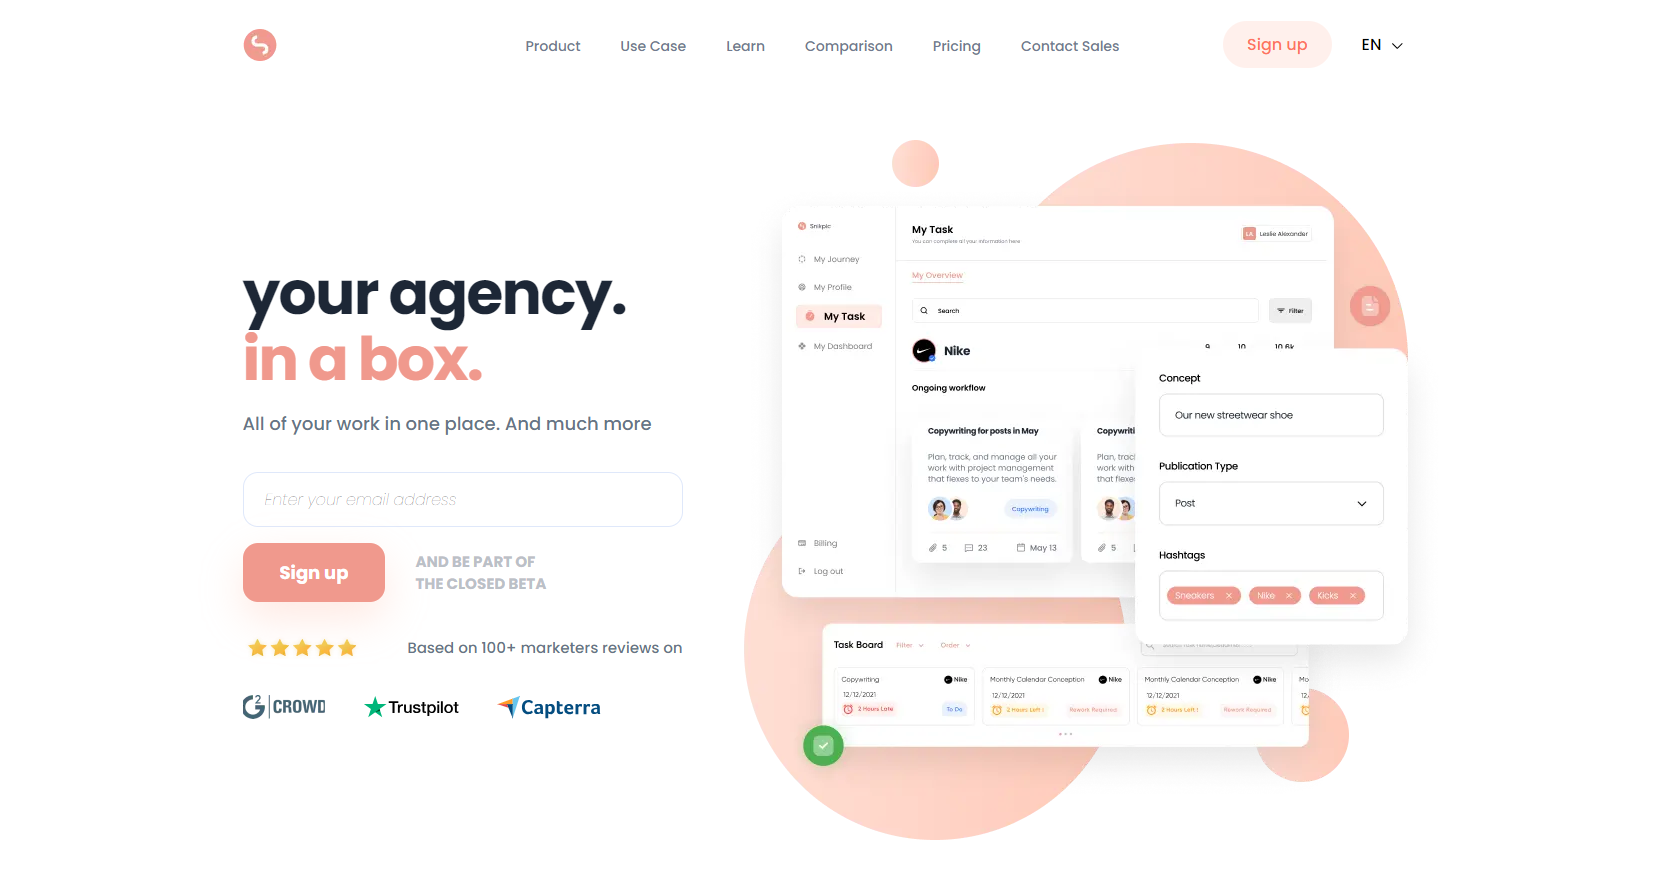 Product
Use Case
Learn
Comparison
Pricing
Contact Sales
Sign up
EN
your agency.
in a box.
All of your work in one place. And much more
Enter your email address
Sign up
AND BE PART OF
THE CLOSED BETA
Based on 100+ marketers reviews on
G2 CROWD
Trustpilot
Capterra
Snikpic
My Journey
My Profile
My Task
My Dashboard
Billing
Log out
My Task
You can complete all your information here
LA
Leslie Alexander
My Overview
Search
Filter
Nike
9
10
10.6k
Ongoing workflow
Copywriting for posts in May
Plan, track, and manage all your
work with project management
that flexes to your team's needs.
Copywriting
5
23
May 13
Copywriti
Plan, trac
work with
that flexe
5
Concept
Our new streetwear shoe
Publication Type
Post
Hashtags
Sneakers ×
Nike ×
Kicks ×
Task Board
Filter
Order
Copywriting
Nike
12/12/2021
2 Hours Late
To Do
Monthly Calendar Conception
Nike
12/12/2021
2 Hours Left !
Rework Required
Monthly Calendar Conception
Nike
12/12/2021
2 Hours Left !
Rework Required
Mo
12/